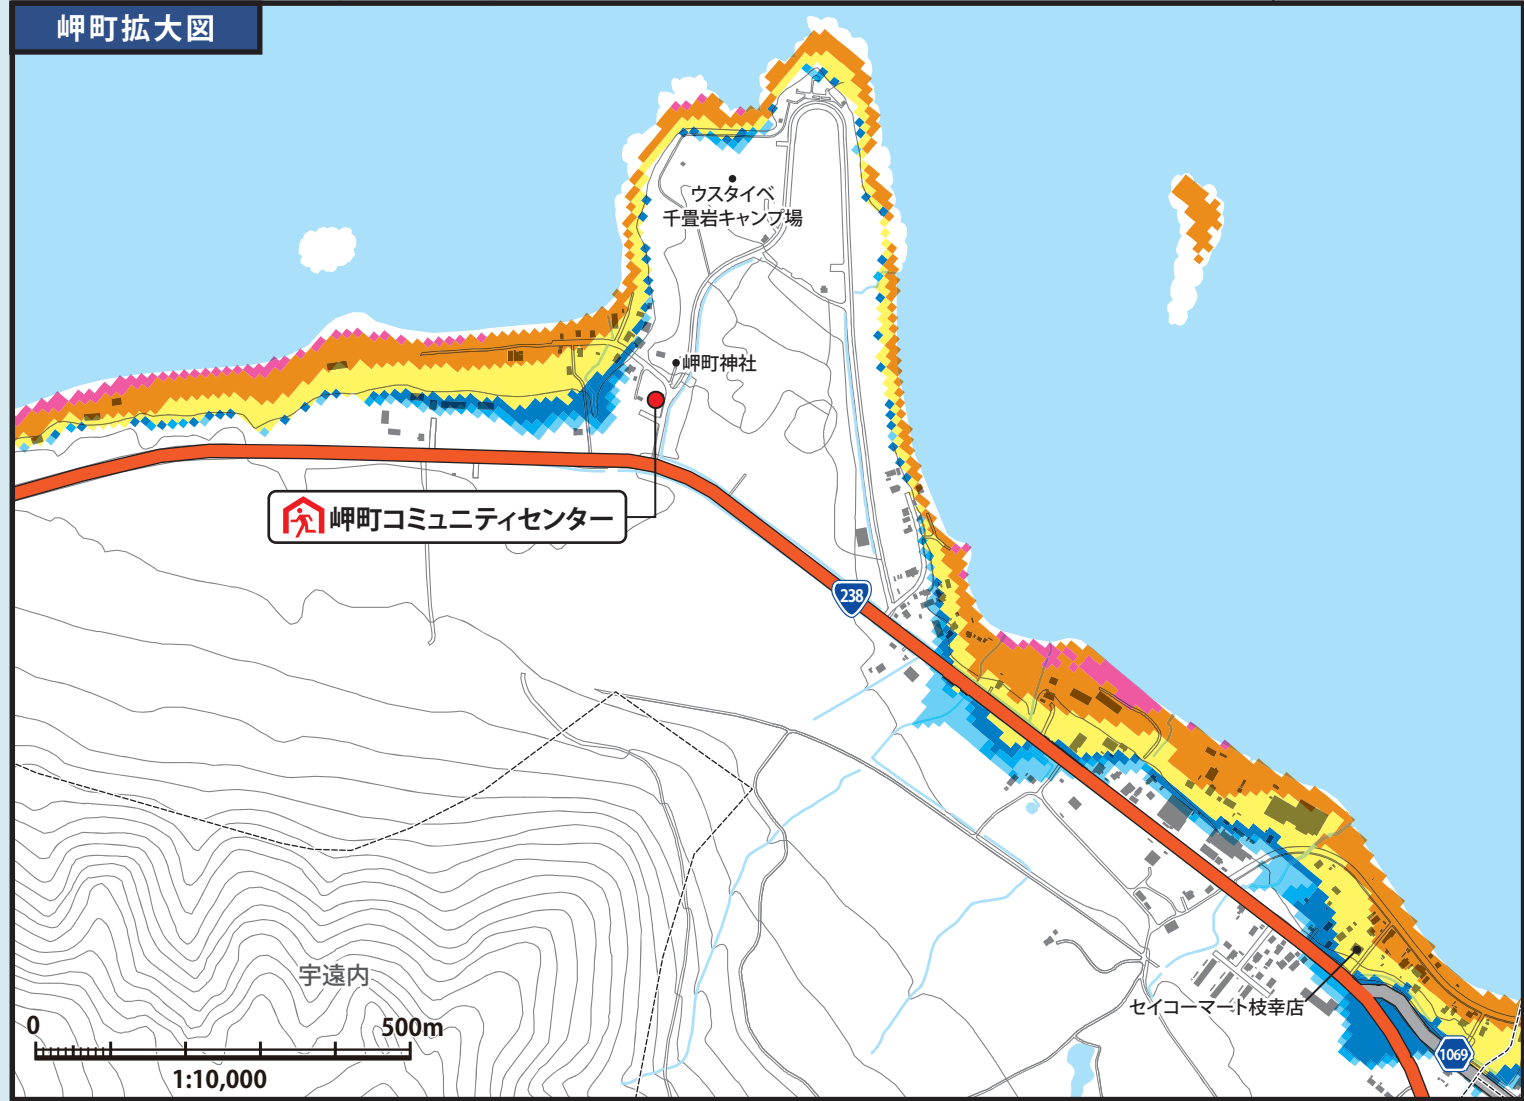 岬町拡大図
ウスタイベ
千畳岩キャンプ場
岬町神社
岬町コミュニティセンター
238
宇遠内
セイコーマート枝幸店
0
500m
1:10,000
1069